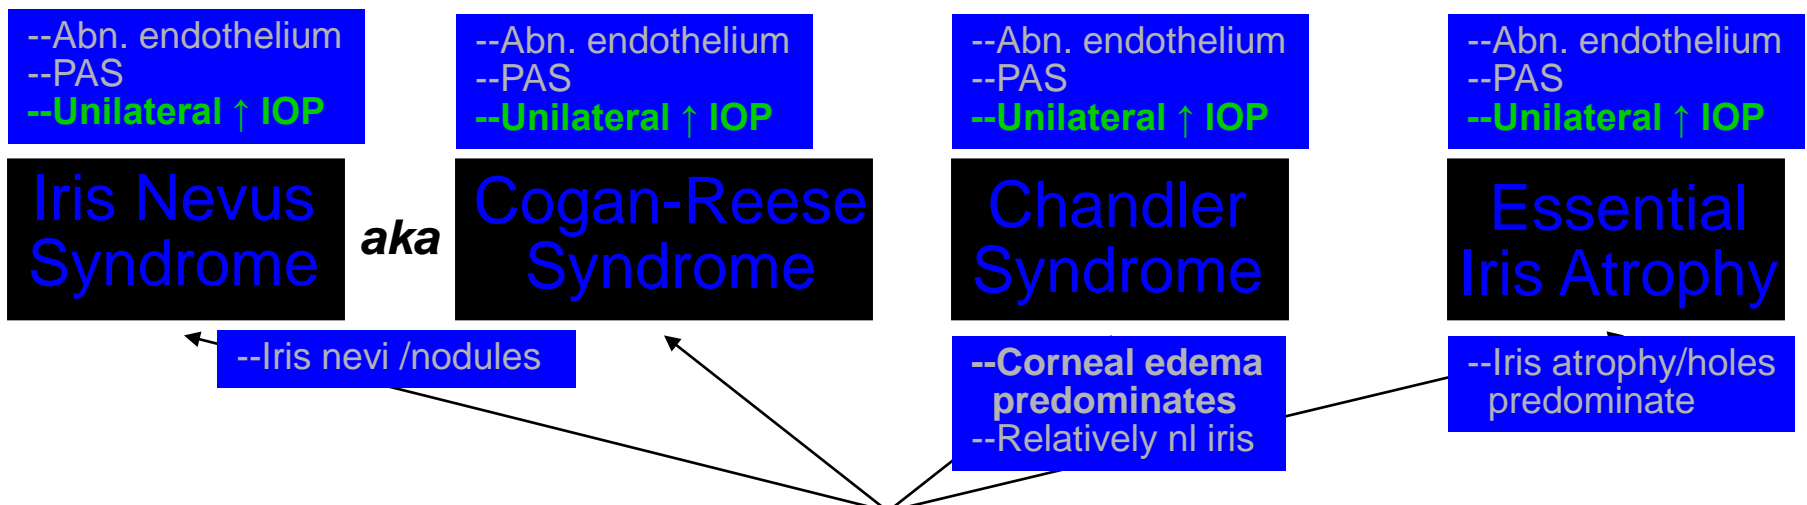 --Abn. endothelium
--PAS
--Unilateral ↑ IOP
--Abn. endothelium
--PAS
--Unilateral ↑ IOP
--Abn. endothelium
--PAS
--Unilateral ↑ IOP
--Abn. endothelium
--PAS
--Unilateral ↑ IOP
Iris Nevus
Syndrome
aka
Cogan-Reese
Syndrome
Chandler
Syndrome
Essential
Iris Atrophy
--Iris nevi /nodules
--Corneal edema
predominates
--Relatively nl iris
--Iris atrophy/holes
predominate